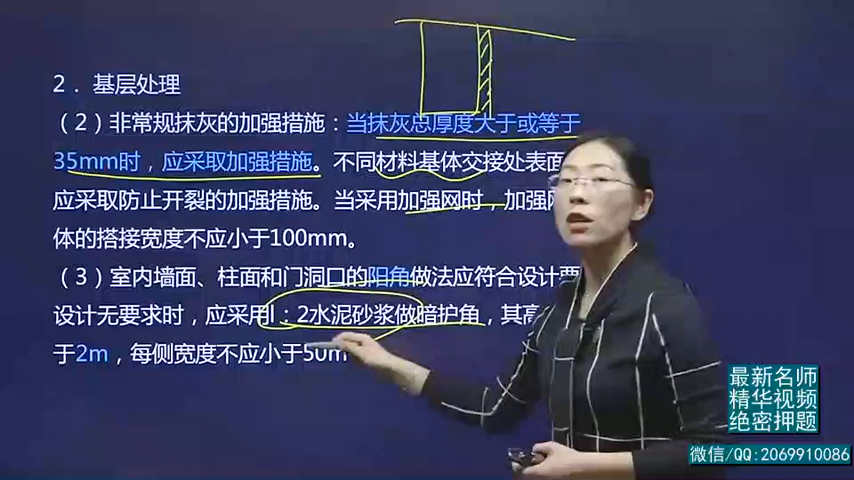 2． 基层处理
（2）非常规抹灰的加强措施：当抹灰总厚度大于或等于
35mm时，应采取加强措施。不同材料基体交接处表面
应采取防止开裂的加强措施。当采用加强网时，加强网
体的搭接宽度不应小于100mm。
（3）室内墙面、柱面和门洞口的阳角做法应符合设计要
设计无要求时，应采用l：2水泥砂浆做暗护角，其高
于2m，每侧宽度不应小于50m
最新名师
精华视频
绝密押题
微信/QQ:2069910086